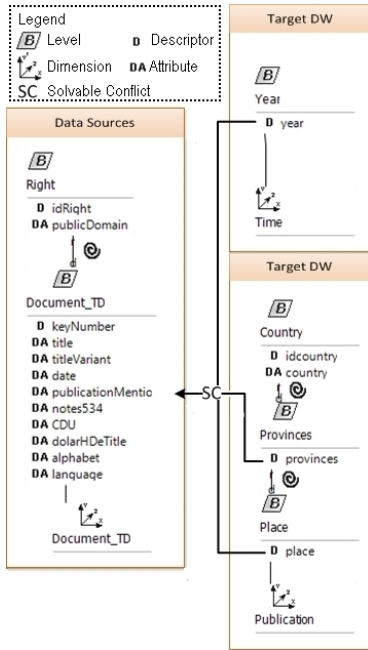 Legend
B Level
D Descriptor
Dimension
DA Attribute
SC Solvable Conflict
Data Sources
B
Right
D idRight
DA publicDomain
B
Document_TD
D keyNumber
DA title
DA titleVariant
DA date
DA publicationMentio
DA notes534
DA CDU
DA dolarHDeTitle
DA alphabet
DA language
Document_TD
SC
Target DW
B
Year
D year
Time
Target DW
B
Country
D idcountry
DA country
B
Provinces
D provinces
B
Place
D place
Publication